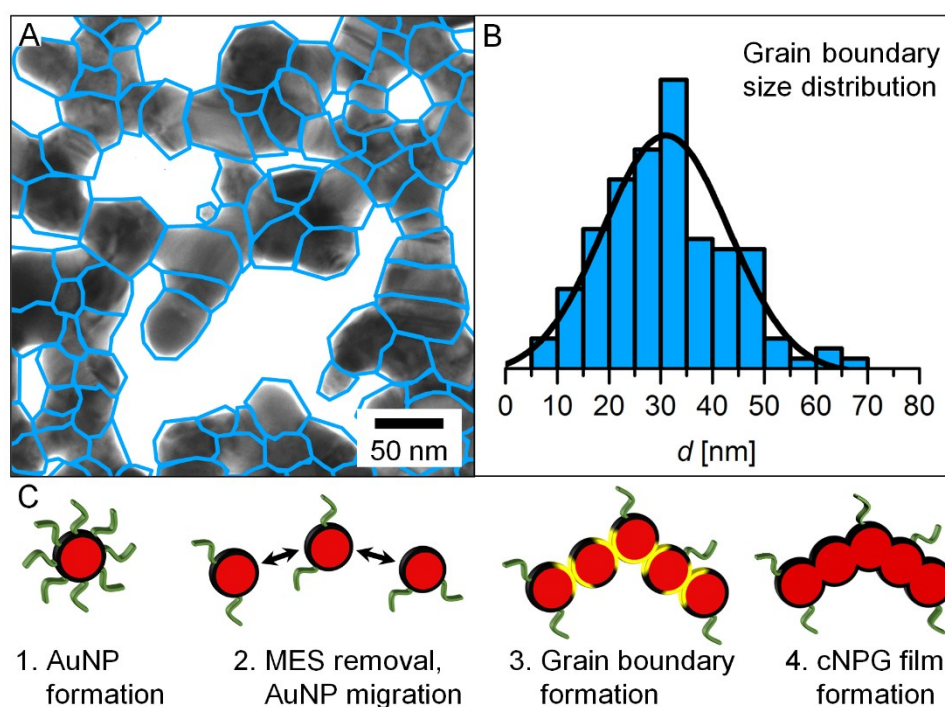 A
50 nm
B
Grain boundary
size distribution
0 10 20 30 40 50 60 70 80
d [nm]
C
1. AuNP
formation
2. MES removal,
AuNP migration
3. Grain boundary
formation
4. cNPG film
formation